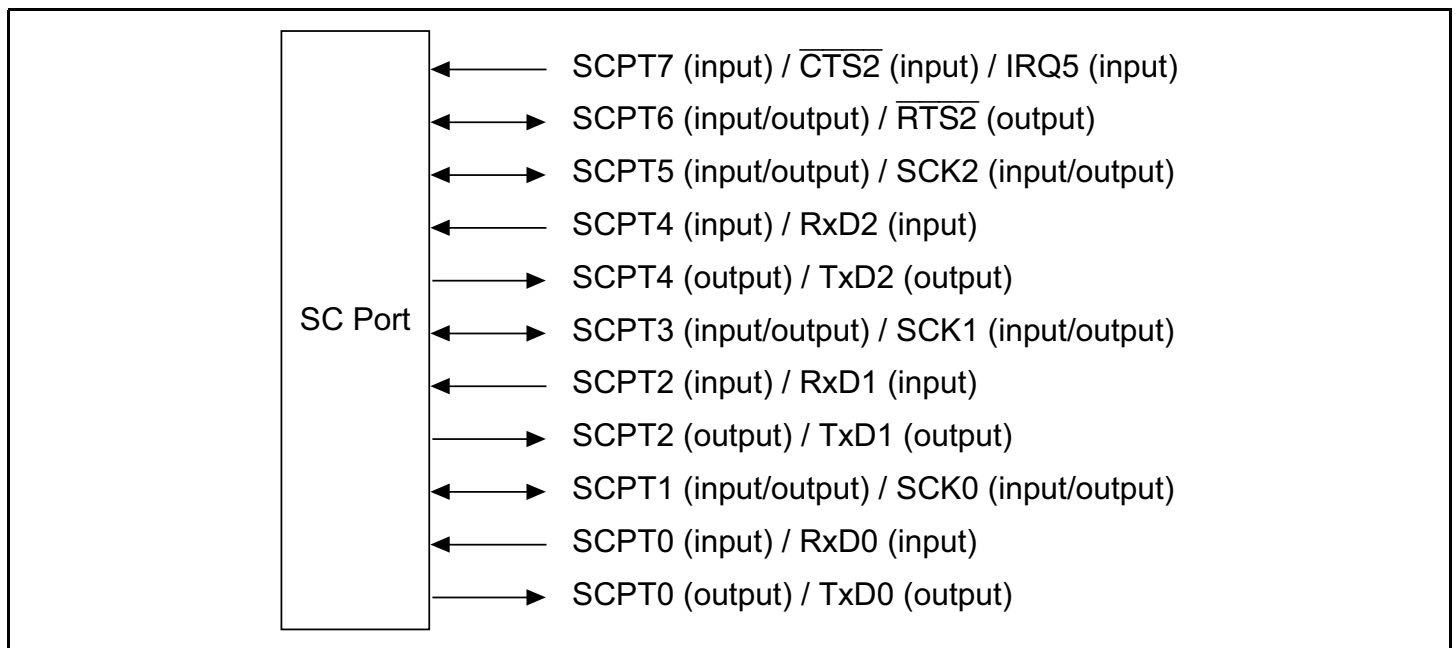 SC Port
SCPT7 (input) / C̅T̅S̅2̅ (input) / IRQ5 (input)
SCPT6 (input/output) / R̅T̅S̅2̅ (output)
SCPT5 (input/output) / SCK2 (input/output)
SCPT4 (input) / RxD2 (input)
SCPT4 (output) / TxD2 (output)
SCPT3 (input/output) / SCK1 (input/output)
SCPT2 (input) / RxD1 (input)
SCPT2 (output) / TxD1 (output)
SCPT1 (input/output) / SCK0 (input/output)
SCPT0 (input) / RxD0 (input)
SCPT0 (output) / TxD0 (output)